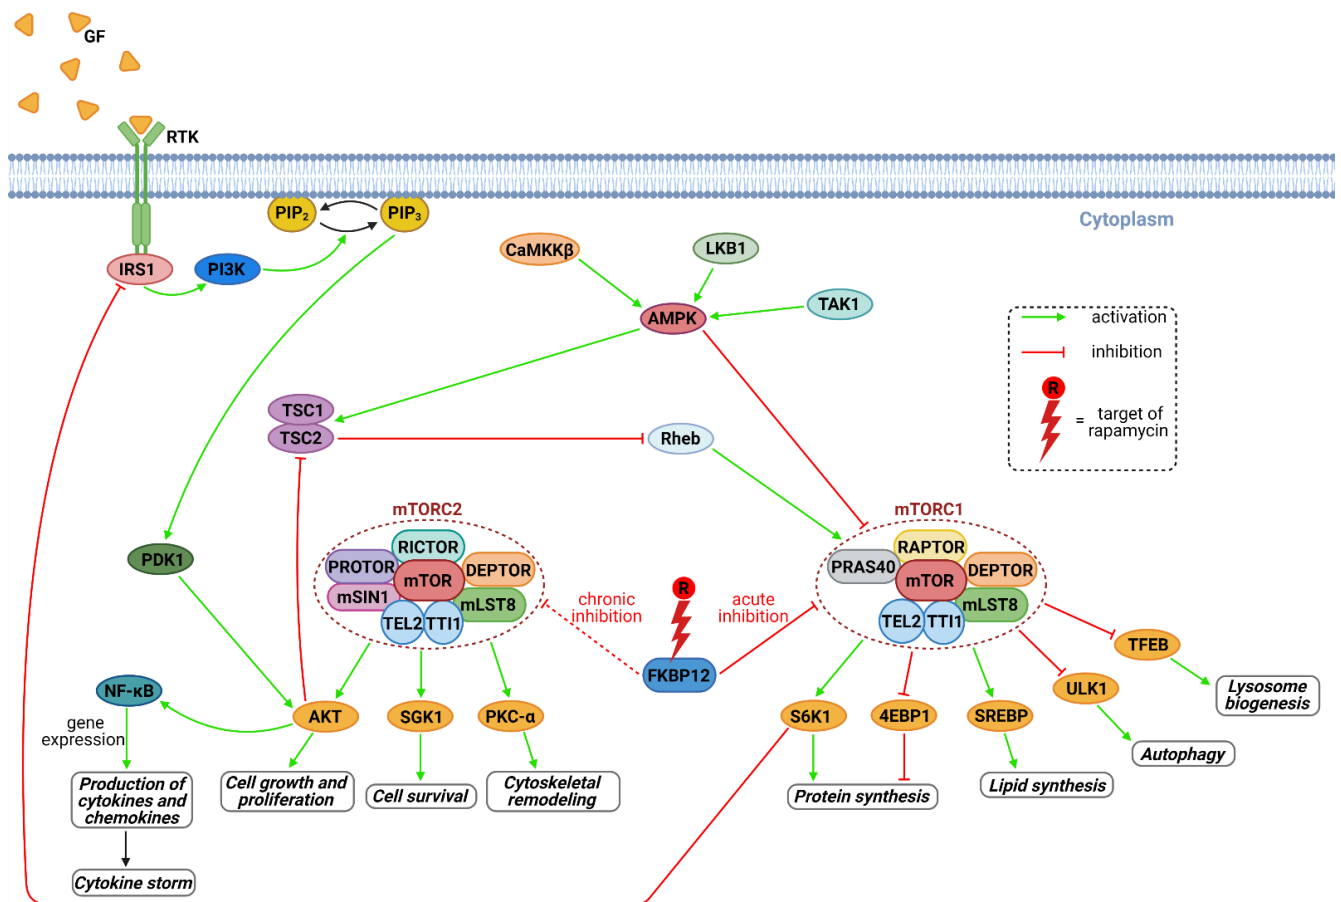 GF
RTK
PIP₂
PIP₃
Cytoplasm
IRS1
PI3K
CaMKKβ
LKB1
TAK1
AMPK
activation
inhibition
R
=
target of
rapamycin
TSC1
TSC2
Rheb
mTORC2
mTORC1
PDK1
RICTOR
PROTOR
mTOR
DEPTOR
mSIN1
mLST8
TEL2
TTI1
chronic
inhibition
R
acute
inhibition
FKBP12
RAPTOR
PRAS40
mTOR
DEPTOR
mLST8
TEL2
TTI1
TFEB
ULK1
Lysosome
biogenesis
Autophagy
NF-κB
gene
expression
AKT
SGK1
PKC-α
S6K1
4EBP1
SREBP
Production of
cytokines and
chemokines
Cell growth and
proliferation
Cell survival
Cytoskeletal
remodeling
Protein synthesis
Lipid synthesis
Cytokine storm